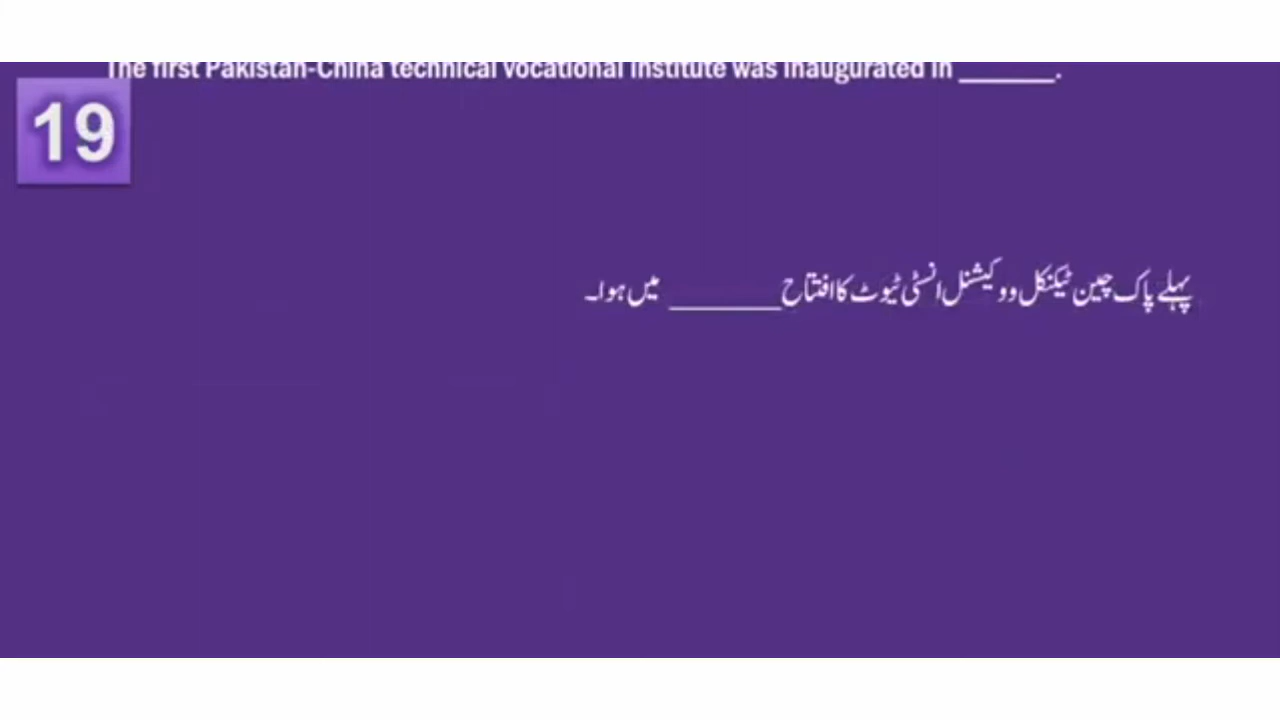 The first Pakistan-China technical vocational institute was inaugurated in _______.
19
پہلے پاک چین ٹیکنکل ووکیشنل انسٹی ٹیوٹ کا افتتاح ________ میں ہوا۔